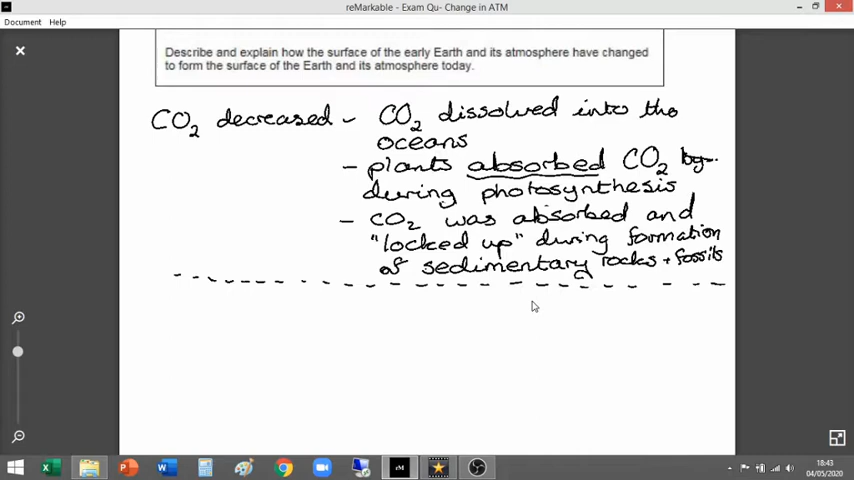 reMarkable - Exam Qu- Change in ATM
Document Help
Describe and explain how the surface of the early Earth and its atmosphere have changed
to form the surface of the Earth and its atmosphere today.
CO2 decreased - CO2 dissolved into the
oceans
- plants absorbed CO2 by
during photosynthesis
- CO2 was absorbed and
"locked up" during formation
of sedimentary rocks + fossils
18:43
04/05/2020